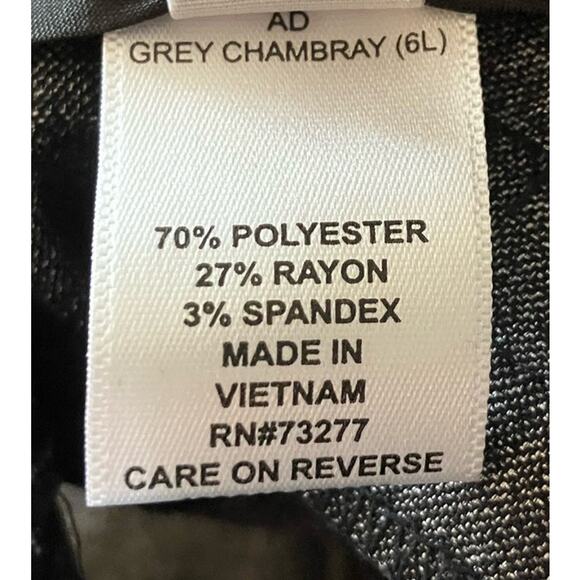 AD
GREY CHAMBRAY (6L)
70% POLYESTER
27% RAYON
3% SPANDEX
MADE IN
VIETNAM
RN#73277
CARE ON REVERSE